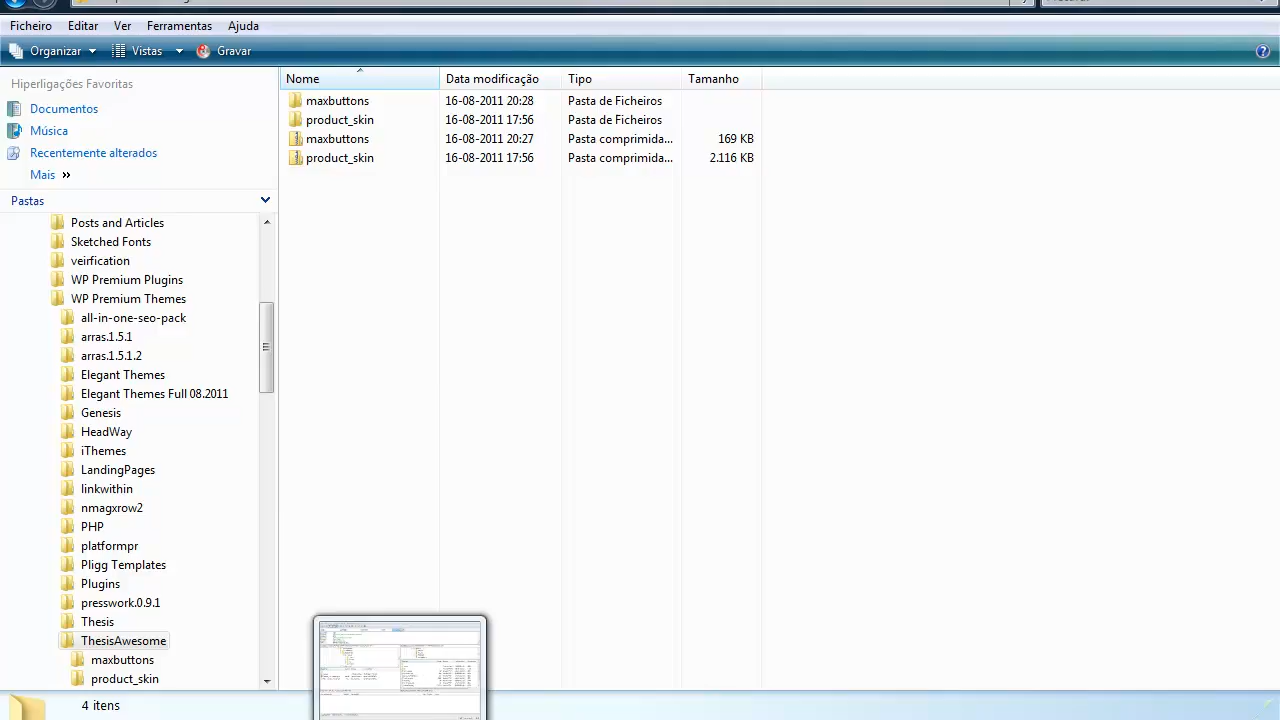 Ficheiro Editar Ver Ferramentas Ajuda
Organizar Vistas Gravar
Hiperligações Favoritas
Documentos
Música
Recentemente alterados
Mais »
Pastas
Posts and Articles
Sketched Fonts
veirfication
WP Premium Plugins
WP Premium Themes
all-in-one-seo-pack
arras.1.5.1
arras.1.5.1.2
Elegant Themes
Elegant Themes Full 08.2011
Genesis
HeadWay
iThemes
LandingPages
linkwithin
nmagxrow2
PHP
platformpr
Pligg Templates
Plugins
presswork.0.9.1
Thesis
ThesisAwesome
maxbuttons
product_skin
Nome Data modificação Tipo Tamanho
maxbuttons 16-08-2011 20:28 Pasta de Ficheiros
product_skin 16-08-2011 17:56 Pasta de Ficheiros
maxbuttons 16-08-2011 20:27 Pasta comprimida... 169 KB
product_skin 16-08-2011 17:56 Pasta comprimida... 2.116 KB
4 itens